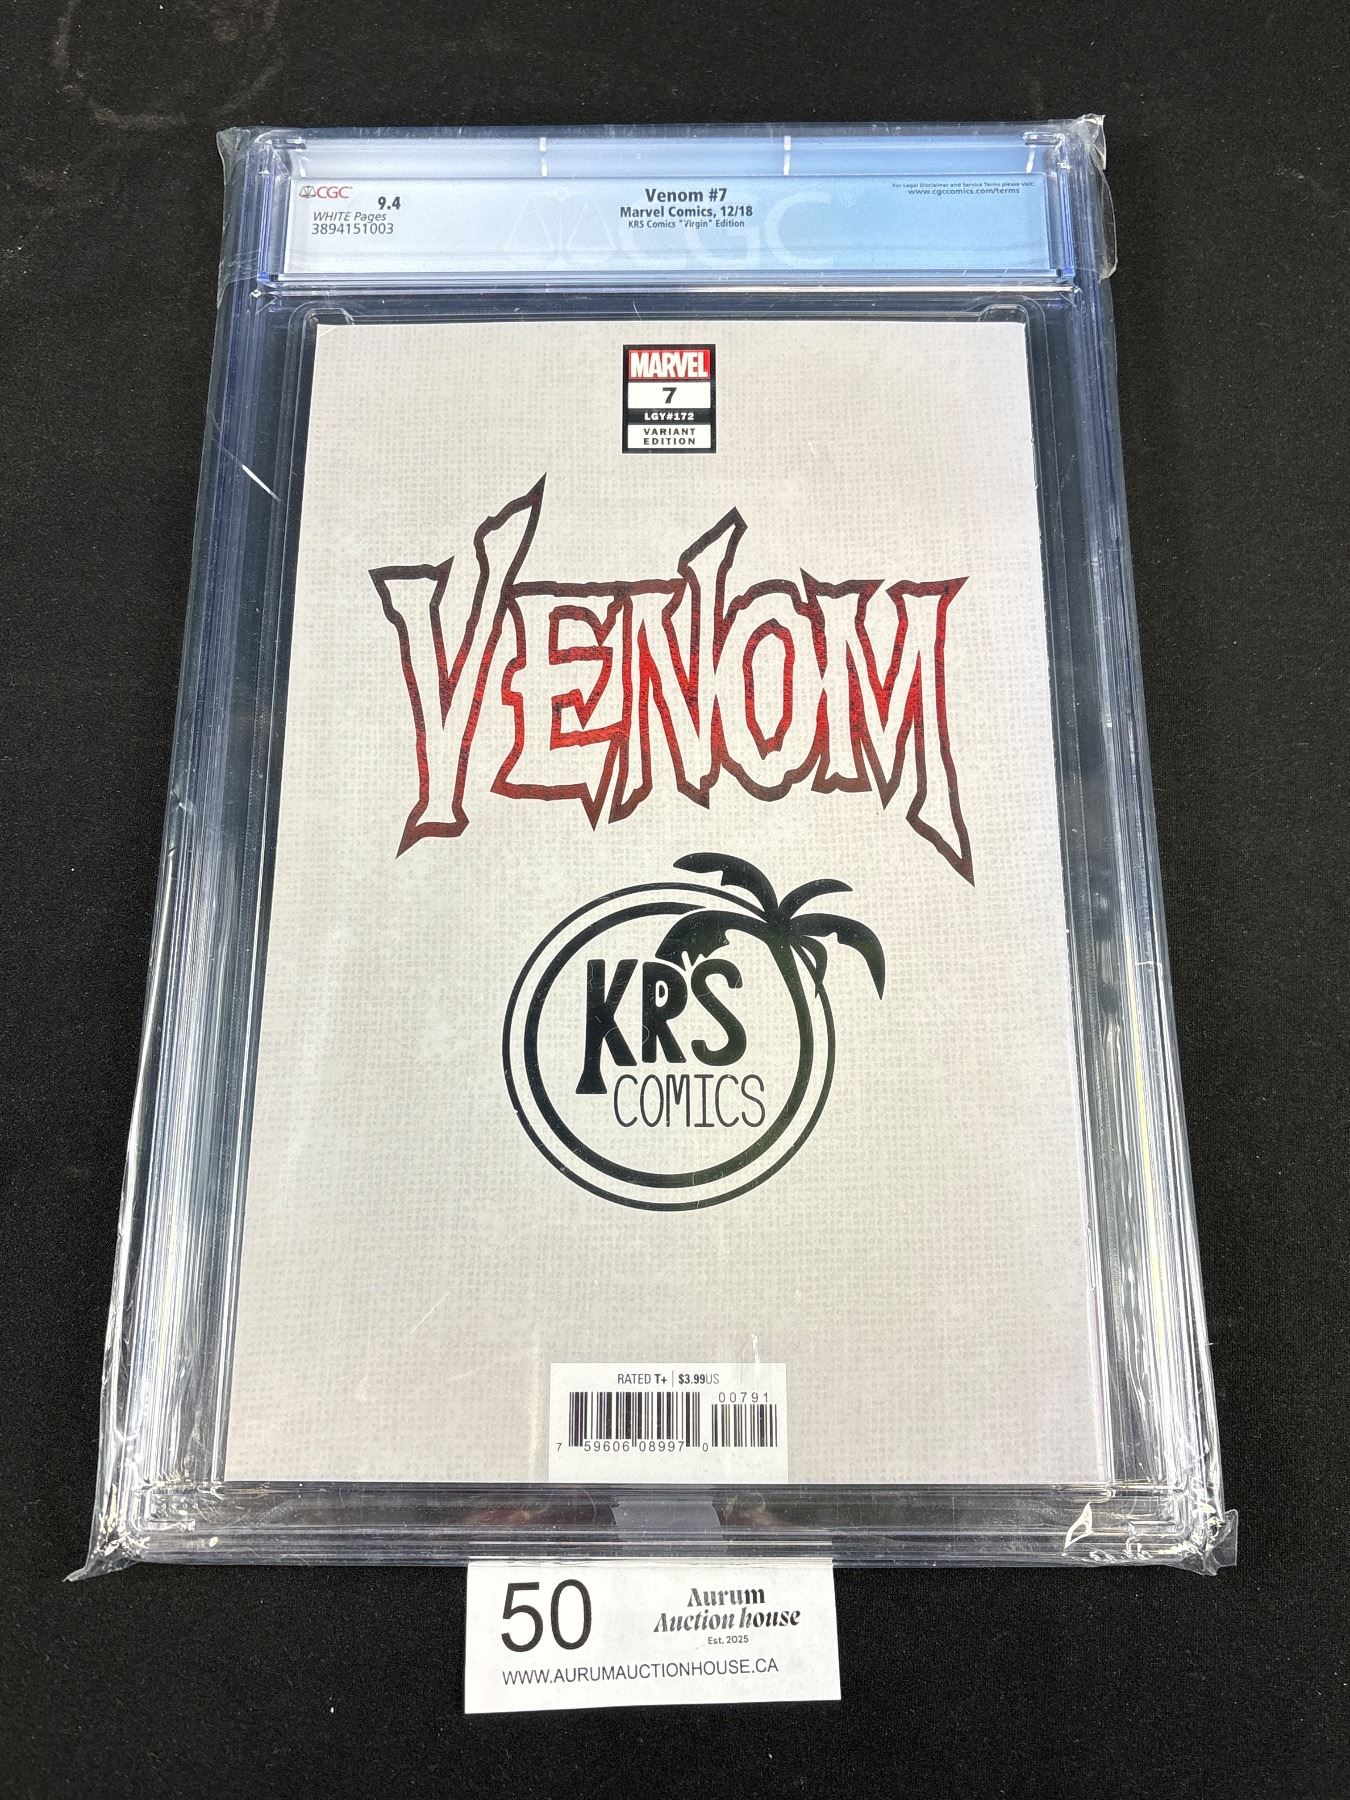 CGC
9.4
WHITE Pages
3894151003
Venom #7
Marvel Comics, 12/18
KRS Comics "Virgin" Edition
For Legal Disclaimer and Service Terms please visit:
www.cgccomics.com/terms
CGC
MARVEL
7
LGY#172
VARIANT
EDITION
VENOM
KRS
COMICS
RATED T+ | $3.99US
00791
7 59606 08997 0
50
Aurum
Auction house
Est. 2025
WWW.AURUMAUCTIONHOUSE.CA